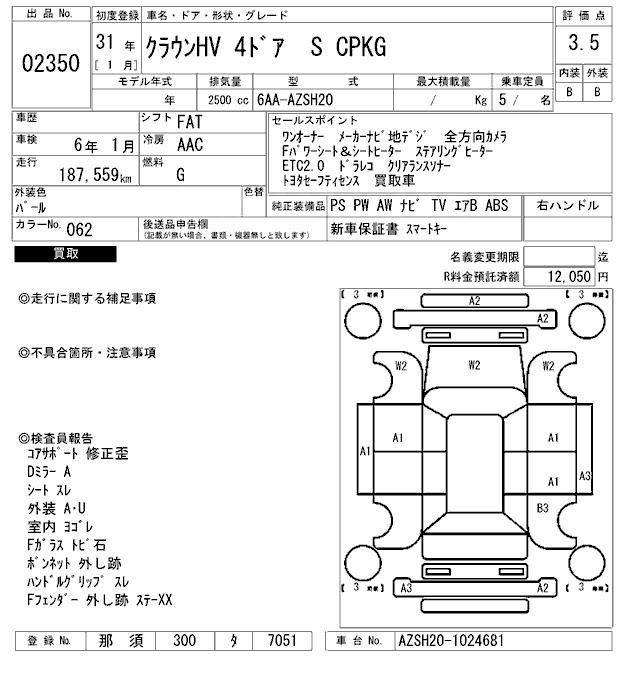 出品No. 初度登録 車名・ドア・形状・グレード 評価点
02350 31年 ｸﾗｳﾝHV 4ﾄﾞｱ S CPKG 3.5
[ 1 月]
モデル年式 排気量 型式 最大積載量 乗車定員 内装 外装
年 2500 cc 6AA-AZSH20 / Kg 5 / 名 B B
車歴 シフト FAT セールスポイント
車検 6年 1月 冷房 AAC ﾜﾝｵｰﾅｰ ﾒｰｶｰﾅﾋﾞ地ﾃﾞｼﾞ 全方向ｶﾒﾗ
Fﾊﾟﾜｰｼｰﾄ&ｼｰﾄﾋｰﾀｰ ｽﾃｱﾘﾝｸﾞﾋｰﾀｰ
走行 187,559km 燃料 G ETC2.0 ﾄﾞﾗﾚｺ ｸﾘｱﾗﾝｽｿﾅｰ
ﾄﾖﾀｾｰﾌﾃｨｾﾝｽ 買取車
外装色 色替
ﾊﾟｰﾙ 純正装備品 PS PW AW ﾅﾋﾞ TV ｴｱB ABS 右ハンドル
カラーNo. 062 後送品申告欄 新車保証書 ｽﾏｰﾄｷｰ
(記載が無い場合、書類・機器無しと致します)
買取 名義変更期限 迄
R料金預託済額 12,050 円
◎走行に関する補足事項
◎不具合箇所・注意事項
◎検査員報告
ｺｱｻﾎﾟｰﾄ 修正歪
Dﾐﾗｰ A
ｼｰﾄ ｽﾚ
外装 A･U
室内 ﾖｺﾞﾚ
Fｶﾞﾗｽ ﾄﾋﾞ石
ﾎﾞﾝﾈｯﾄ 外し跡
ﾊﾝﾄﾞﾙｸﾞﾘｯﾌﾟ ｽﾚ
Fﾌｪﾝﾀﾞｰ 外し跡 ｽﾃｰXX
3 A2 3
A2
W2 W2 W2
A1 A1 A1
A1 A3
B3
3 A3 A2 3
登録No. 那須 300 ﾀ 7051 車台No. AZSH20-1024681